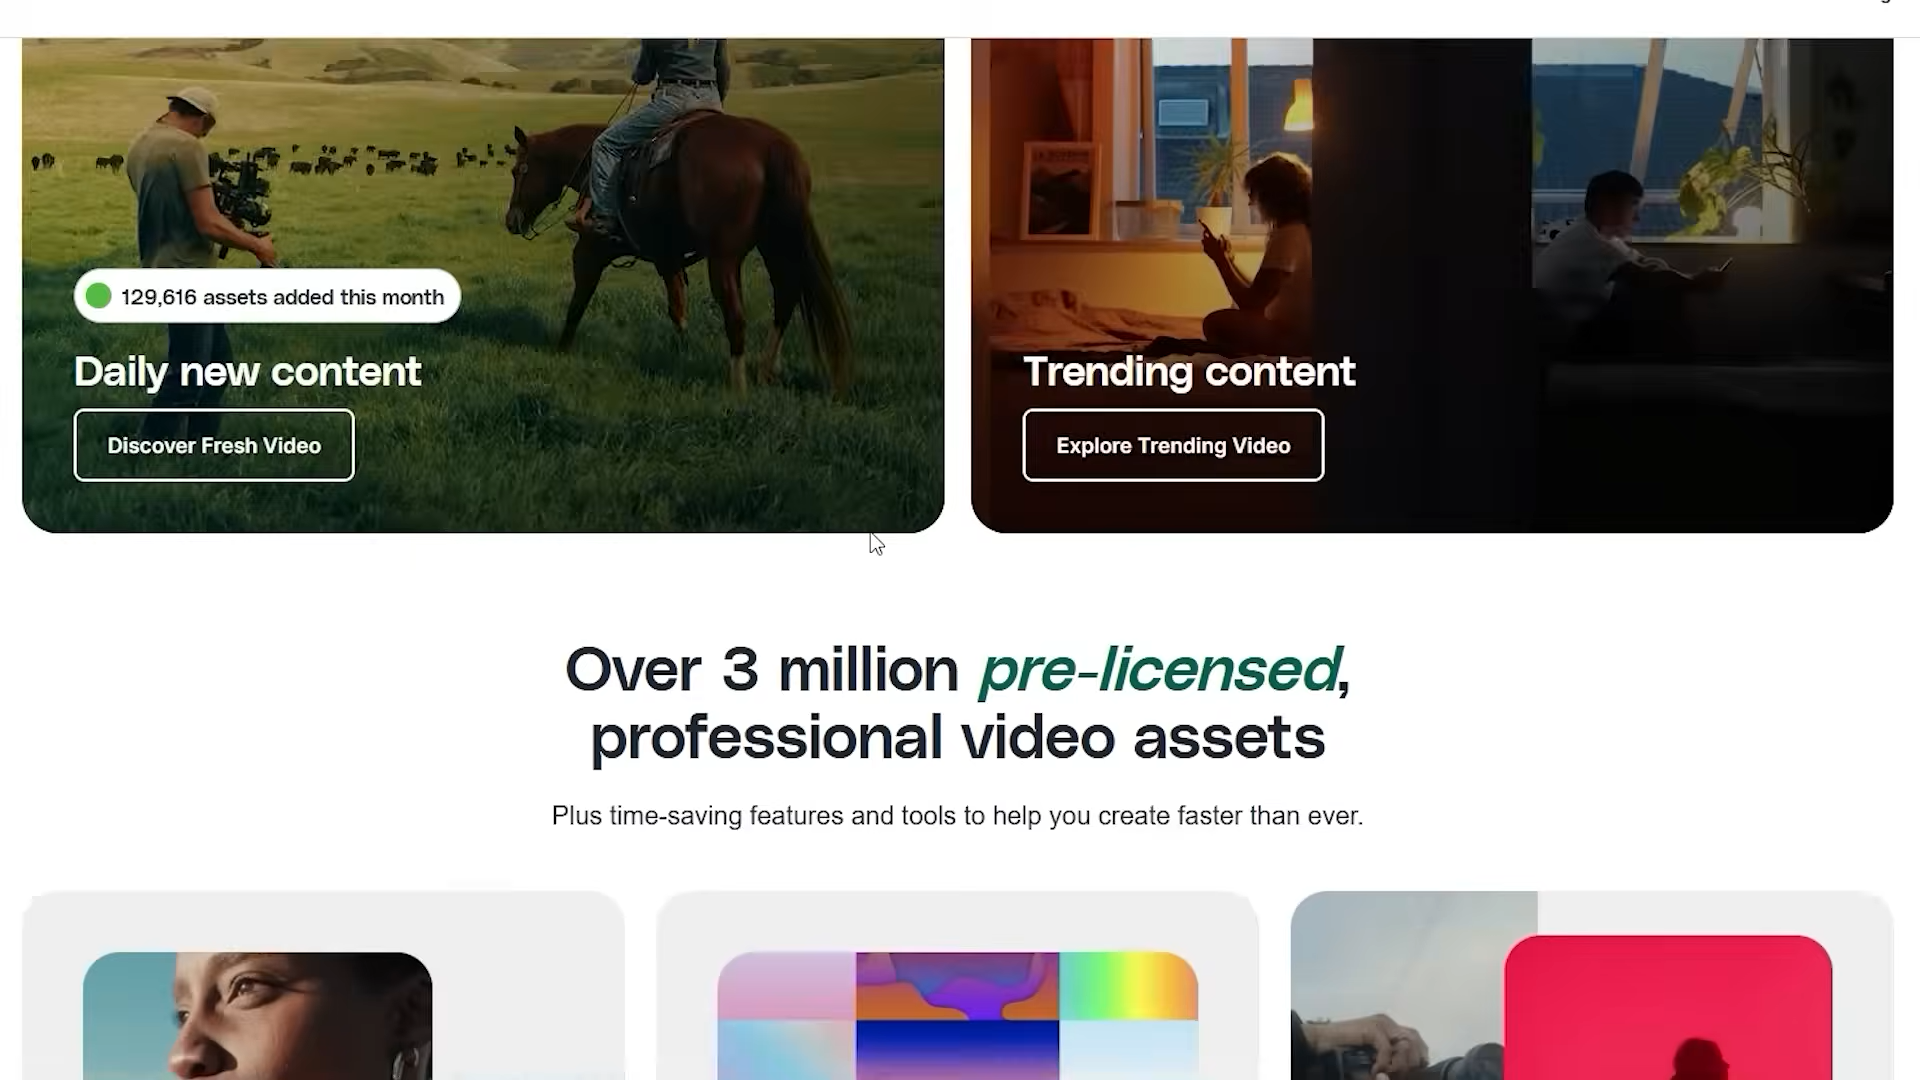 129,616 assets added this month
Daily new content
Discover Fresh Video
Trending content
Explore Trending Video
Over 3 million pre-licensed,
professional video assets
Plus time-saving features and tools to help you create faster than ever.